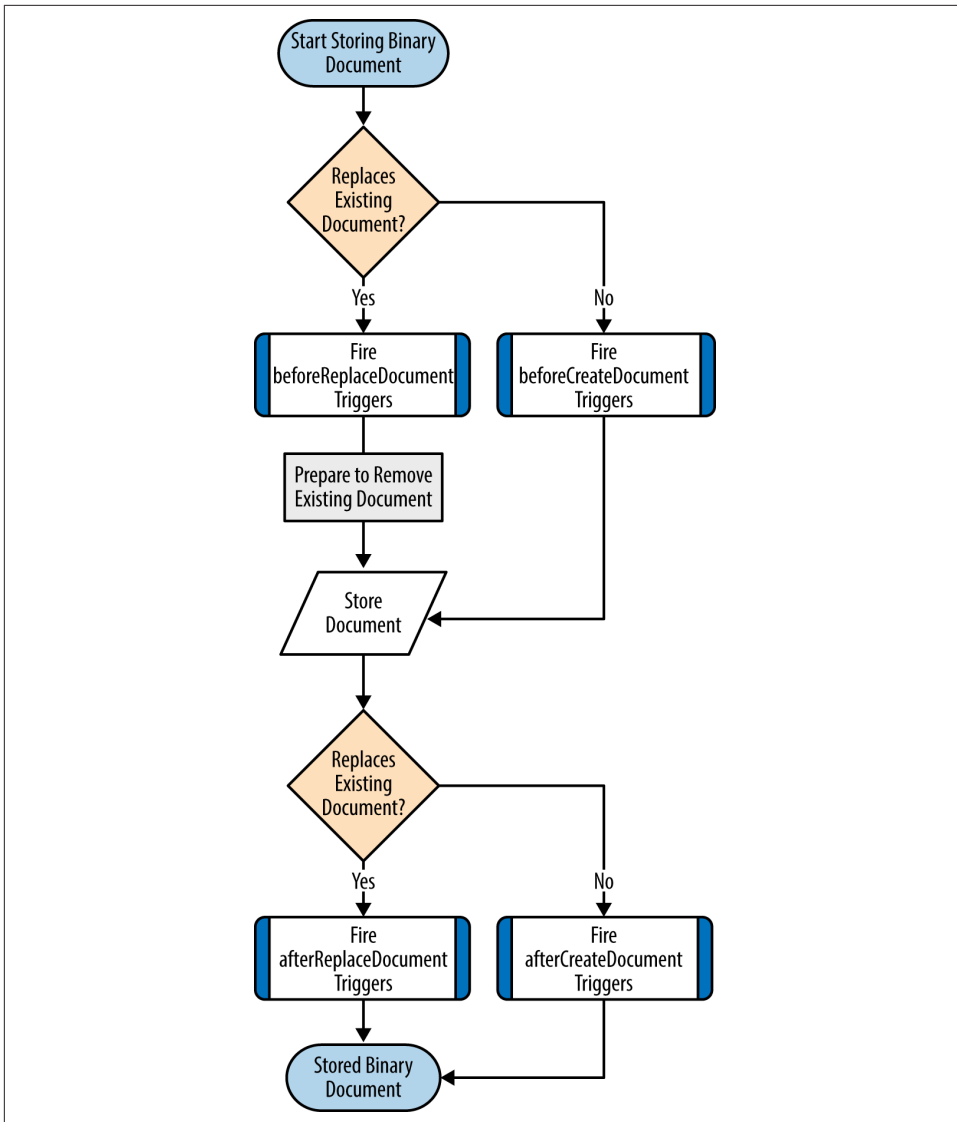 Start Storing Binary
Document
Replaces
Existing
Document?
Yes
No
Fire
beforeReplaceDocument
Triggers
Fire
beforeCreateDocument
Triggers
Prepare to Remove
Existing Document
Store
Document
Replaces
Existing
Document?
Yes
No
Fire
afterReplaceDocument
Triggers
Fire
afterCreateDocument
Triggers
Stored Binary
Document